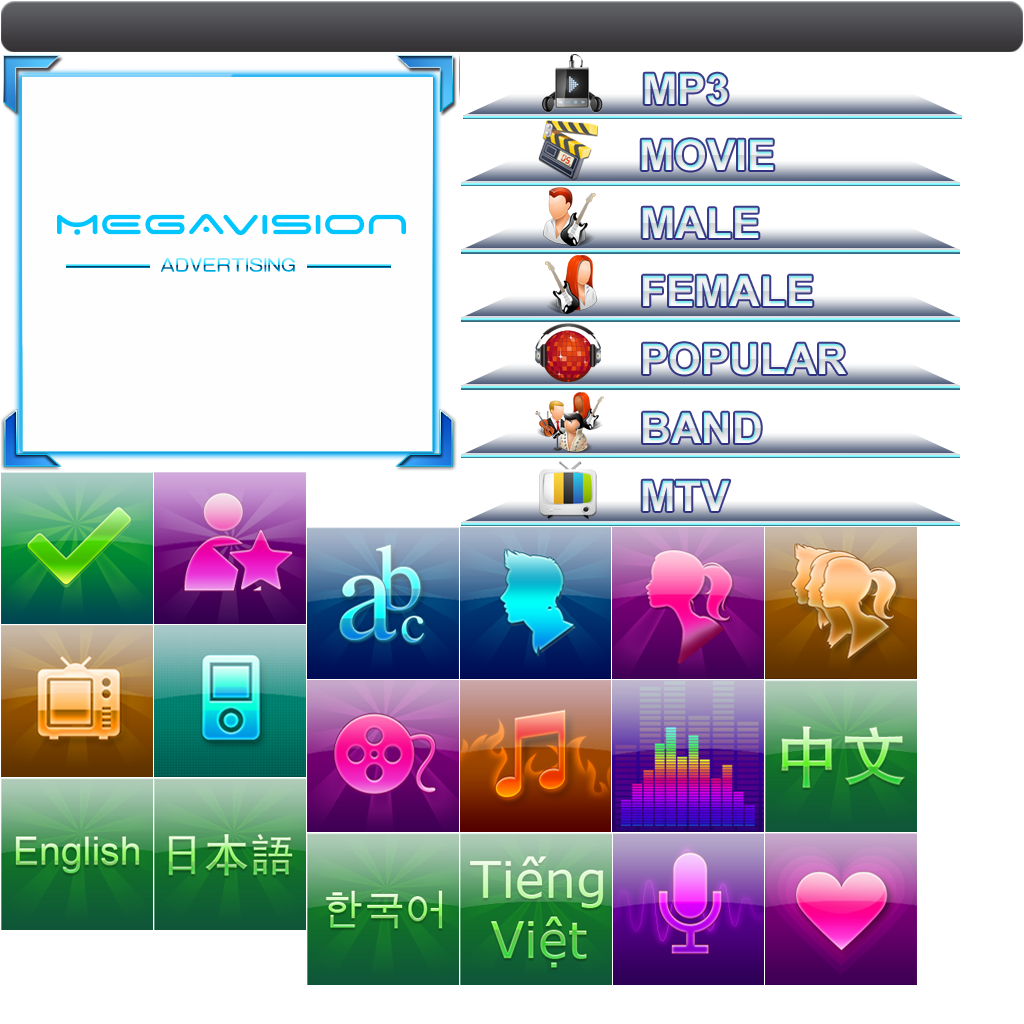 MEGAVISION
ADVERTISING
MP3
MOVIE
MALE
FEMALE
POPULAR
BAND
MTV
abc
中文
English
日本語
한국어
Tiếng
Việt